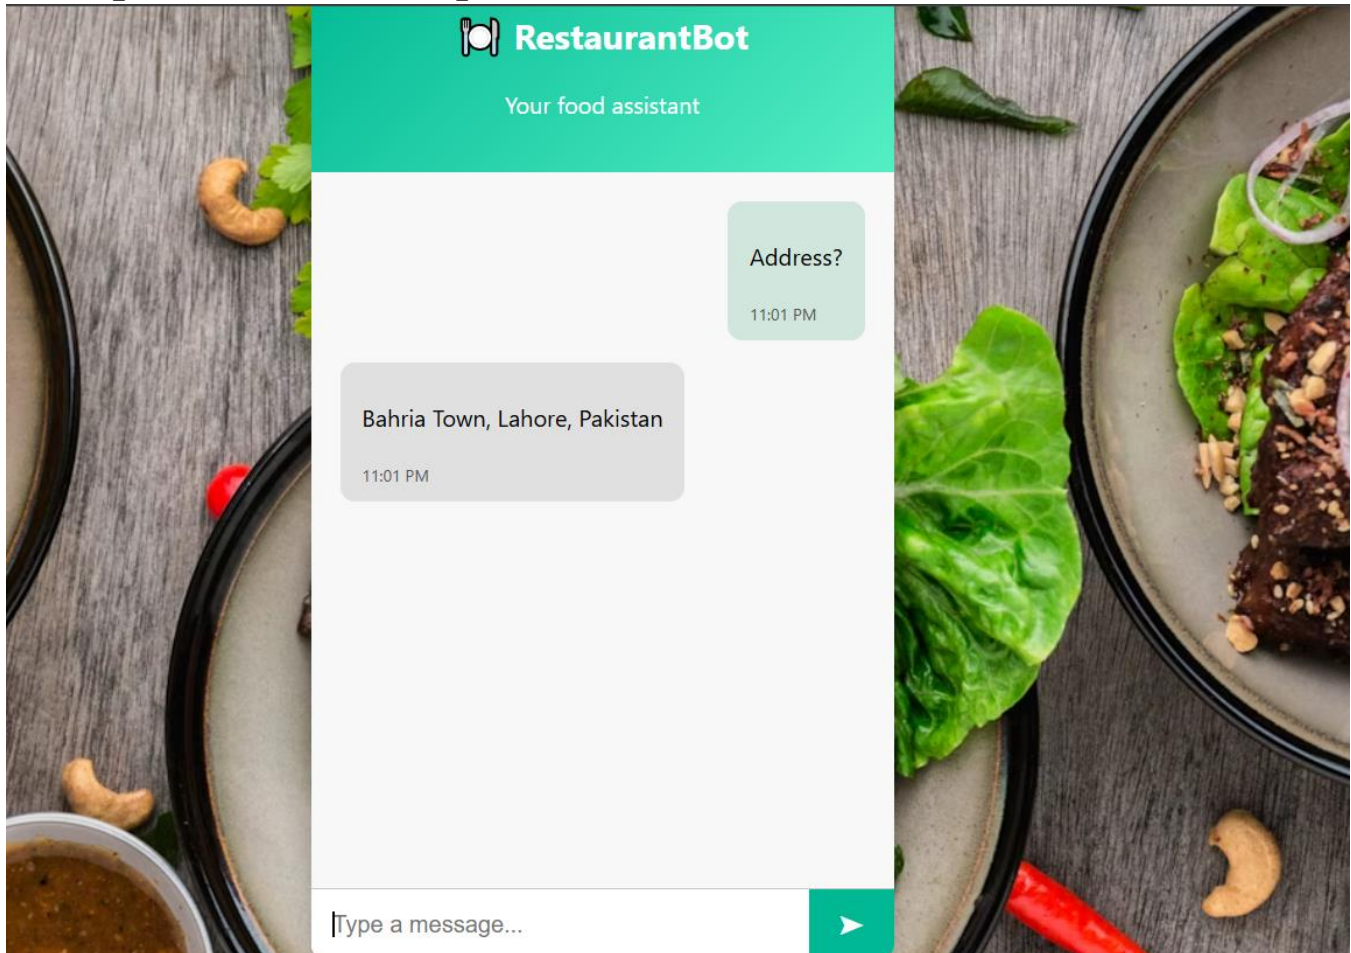 RestaurantBot
Your food assistant
Address?
11:01 PM
Bahria Town, Lahore, Pakistan
11:01 PM
Type a message...